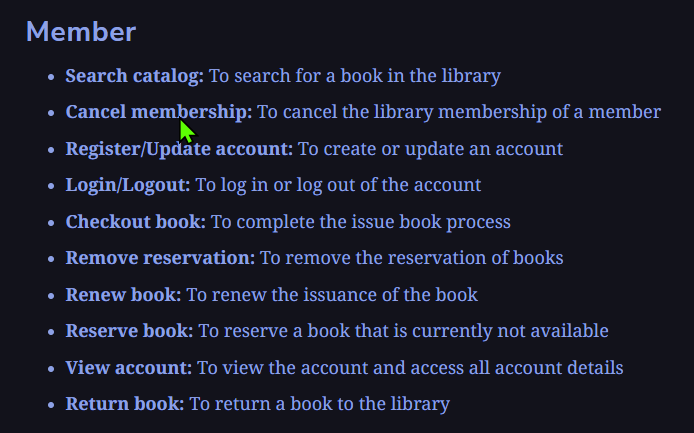 Member
Search catalog: To search for a book in the library
Cancel membership: To cancel the library membership of a member
Register/Update account: To create or update an account
Login/Logout: To log in or log out of the account
Checkout book: To complete the issue book process
Remove reservation: To remove the reservation of books
Renew book: To renew the issuance of the book
Reserve book: To reserve a book that is currently not available
View account: To view the account and access all account details
Return book: To return a book to the library